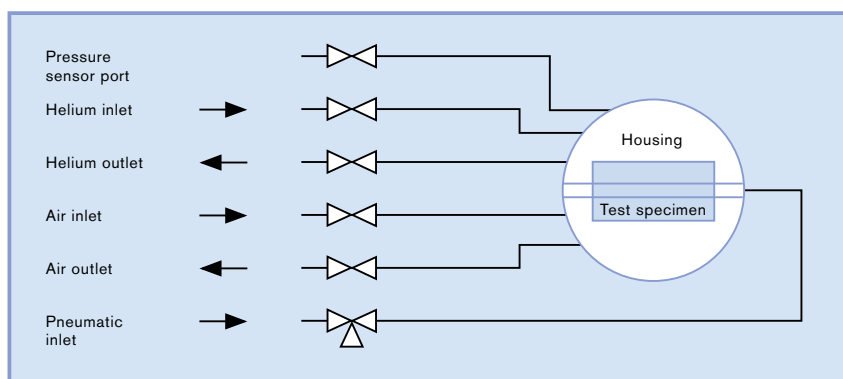 Pressure
sensor port
Helium inlet
Helium outlet
Air inlet
Air outlet
Pneumatic
inlet
Housing
Test specimen